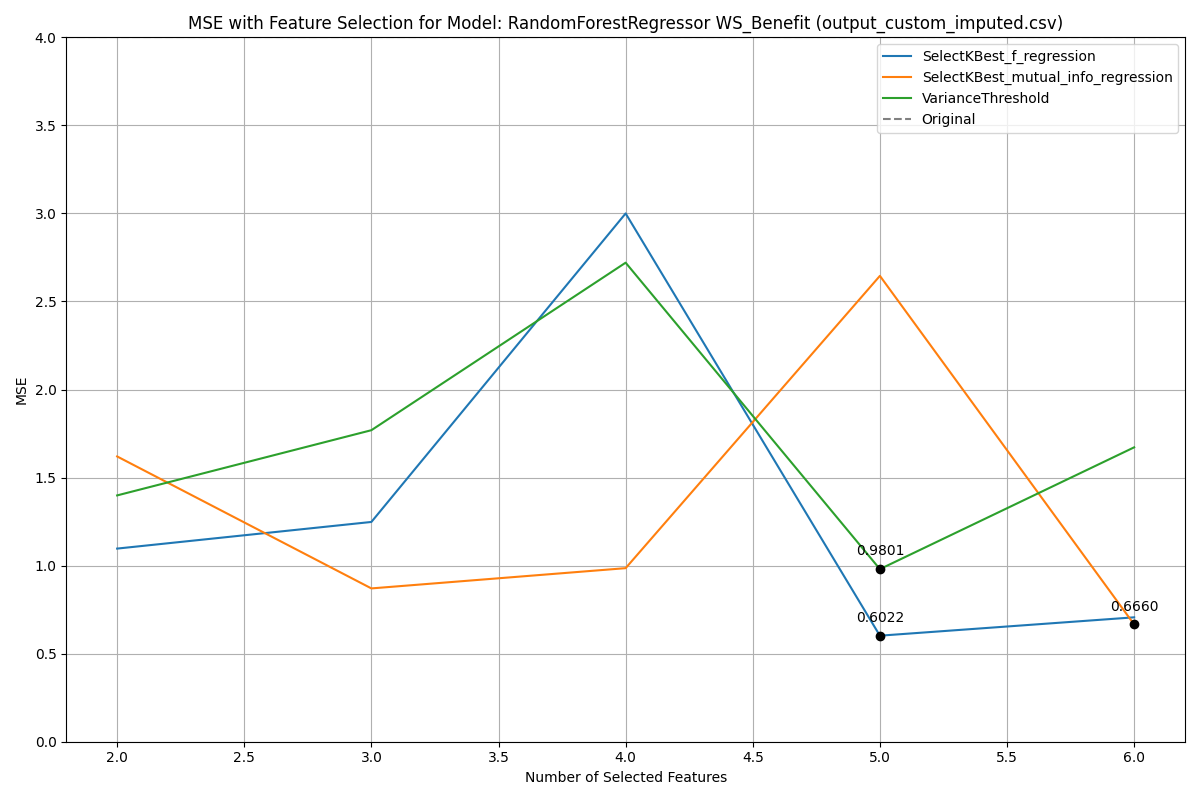 MSE with Feature Selection for Model: RandomForestRegressor WS_Benefit (output_custom_imputed.csv)
SelectKBest_f_regression
SelectKBest_mutual_info_regression
VarianceThreshold
Original
4.0
3.5
3.0
2.5
2.0
1.5
1.0
0.5
0.0
MSE
0.9801
0.6022
0.6660
2.0 2.5 3.0 3.5 4.0 4.5 5.0 5.5 6.0
Number of Selected Features